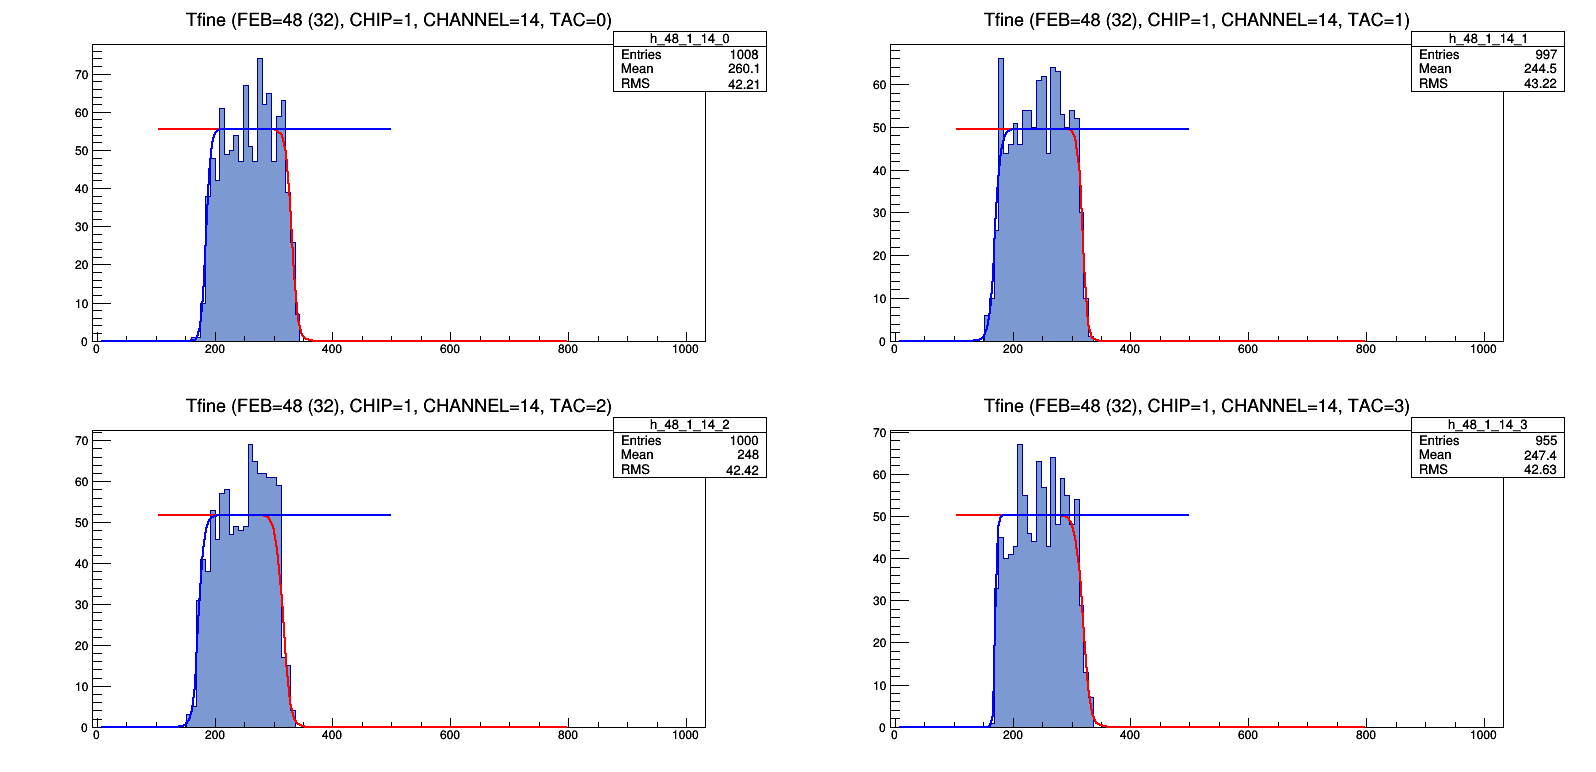 Tfine (FEB=48 (32), CHIP=1, CHANNEL=14, TAC=0)
h_48_1_14_0
Entries 1008
Mean 260.1
RMS 42.21
70
60
50
40
30
20
10
0
0 200 400 600 800 1000
Tfine (FEB=48 (32), CHIP=1, CHANNEL=14, TAC=1)
h_48_1_14_1
Entries 997
Mean 244.5
RMS 43.22
60
50
40
30
20
10
0
0 200 400 600 800 1000
Tfine (FEB=48 (32), CHIP=1, CHANNEL=14, TAC=2)
h_48_1_14_2
Entries 1000
Mean 248
RMS 42.42
70
60
50
40
30
20
10
0
0 200 400 600 800 1000
Tfine (FEB=48 (32), CHIP=1, CHANNEL=14, TAC=3)
h_48_1_14_3
Entries 955
Mean 247.4
RMS 42.63
70
60
50
40
30
20
10
0
0 200 400 600 800 1000